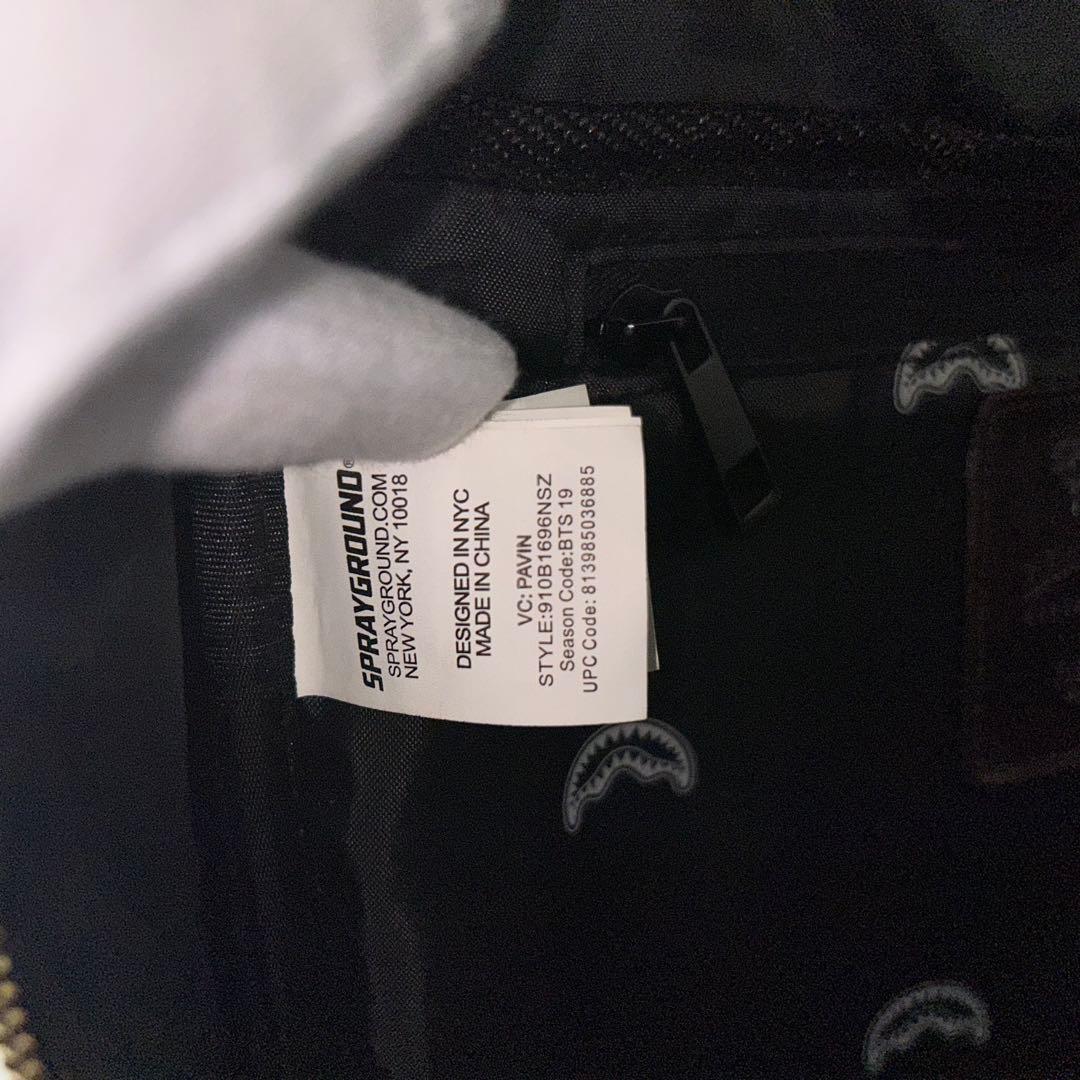 SPRAYGROUND®
SPRAYGROUND.COM
NEW YORK, NY 10018
DESIGNED IN NYC
MADE IN CHINA
VC: PAVIN
STYLE:910B1696NSZ
Season Code:BTS 19
UPC Code: 813985036885